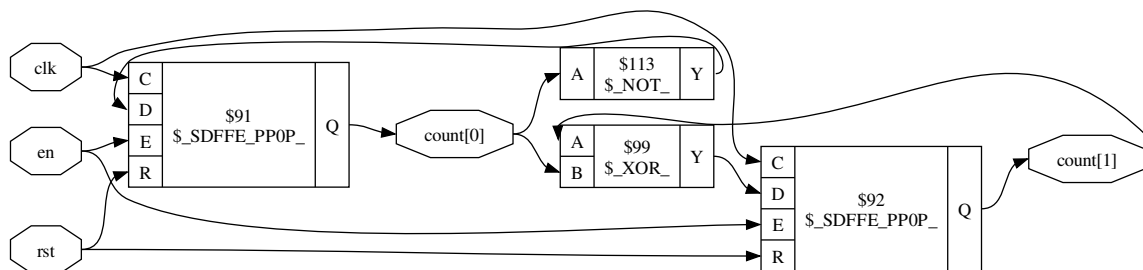 clk
en
rst
C
D
E
R
$91
$_SDFFE_PP0P_
Q
count[0]
A
$113
$_NOT_
Y
A
B
$99
$_XOR_
Y
C
D
E
R
$92
$_SDFFE_PP0P_
Q
count[1]